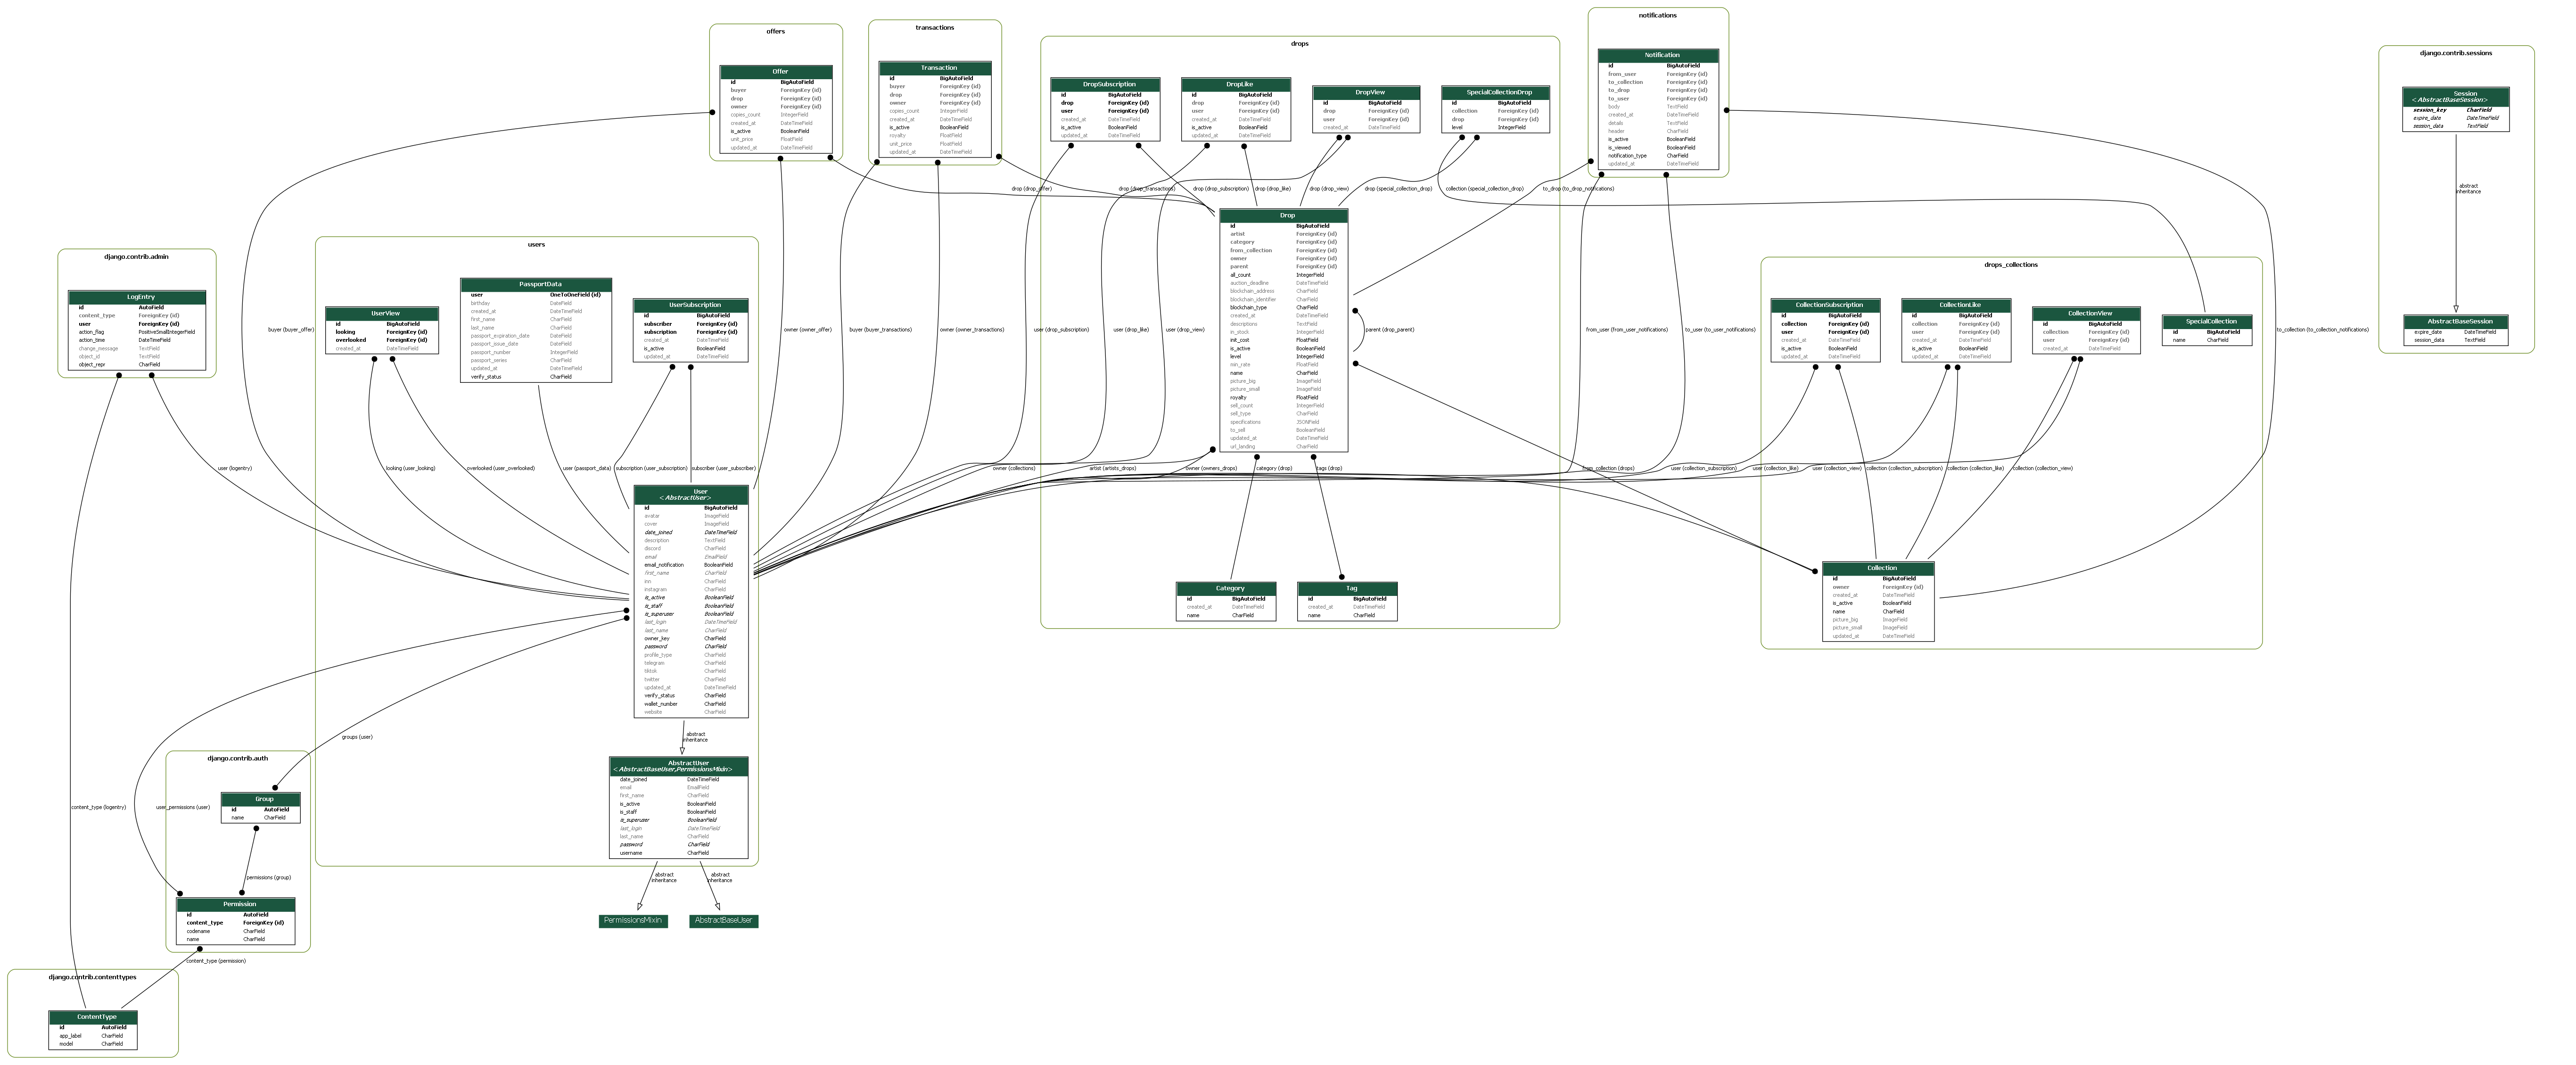 offers
Offer
id BigAutoField
buyer ForeignKey (id)
drop ForeignKey (id)
owner ForeignKey (id)
copies_count IntegerField
created_at DateTimeField
is_active BooleanField
unit_price FloatField
updated_at DateTimeField
transactions
Transaction
id BigAutoField
buyer ForeignKey (id)
drop ForeignKey (id)
owner ForeignKey (id)
copies_count IntegerField
created_at DateTimeField
is_active BooleanField
royalty FloatField
unit_price FloatField
updated_at DateTimeField
drops
DropSubscription
id BigAutoField
drop ForeignKey (id)
user ForeignKey (id)
created_at DateTimeField
is_active BooleanField
updated_at DateTimeField
DropLike
id BigAutoField
drop ForeignKey (id)
user ForeignKey (id)
created_at DateTimeField
is_active BooleanField
updated_at DateTimeField
DropView
id BigAutoField
drop ForeignKey (id)
user ForeignKey (id)
created_at DateTimeField
SpecialCollectionDrop
id BigAutoField
collection ForeignKey (id)
drop ForeignKey (id)
level IntegerField
notifications
Notification
id BigAutoField
from_user ForeignKey (id)
to_collection ForeignKey (id)
to_drop ForeignKey (id)
to_user ForeignKey (id)
body TextField
created_at DateTimeField
details TextField
header CharField
is_active BooleanField
is_viewed BooleanField
notification_type CharField
updated_at DateTimeField
django.contrib.sessions
Session
<AbstractBaseSession>
session_key CharField
expire_date DateTimeField
session_data TextField
abstract
inheritance
AbstractBaseSession
expire_date DateTimeField
session_data TextField
drop (drop_offer)
drop (drop_transactions)
drop (drop_subscription)
drop (drop_like)
drop (drop_view)
drop (special_collection_drop)
collection (special_collection_drop)
to_drop (to_drop_notifications)
Drop
id BigAutoField
artist ForeignKey (id)
category ForeignKey (id)
from_collection ForeignKey (id)
owner ForeignKey (id)
parent ForeignKey (id)
all_count IntegerField
auction_deadline DateTimeField
blockchain_address CharField
blockchain_identifier CharField
blockchain_type CharField
created_at DateTimeField
descriptions TextField
in_stock IntegerField
init_cost FloatField
is_active BooleanField
level IntegerField
min_rate FloatField
name CharField
picture_big ImageField
picture_small ImageField
royalty FloatField
sell_count IntegerField
sell_type CharField
specifications JSONField
to_sell BooleanField
updated_at DateTimeField
url_landing CharField
parent (drop_parent)
django.contrib.admin
LogEntry
id AutoField
content_type ForeignKey (id)
user ForeignKey (id)
action_flag PositiveSmallIntegerField
action_time DateTimeField
change_message TextField
object_id TextField
object_repr CharField
users
UserView
id BigAutoField
looking ForeignKey (id)
overlooked ForeignKey (id)
created_at DateTimeField
PassportData
user OneToOneField (id)
birthday DateField
created_at DateTimeField
first_name CharField
last_name CharField
passport_expiration_date DateField
passport_issue_date DateField
passport_number IntegerField
passport_series CharField
updated_at DateTimeField
verify_status CharField
UserSubscription
id BigAutoField
subscriber ForeignKey (id)
subscription ForeignKey (id)
created_at DateTimeField
is_active BooleanField
updated_at DateTimeField
drops_collections
CollectionSubscription
id BigAutoField
collection ForeignKey (id)
user ForeignKey (id)
created_at DateTimeField
is_active BooleanField
updated_at DateTimeField
CollectionLike
id BigAutoField
collection ForeignKey (id)
user ForeignKey (id)
created_at DateTimeField
is_active BooleanField
updated_at DateTimeField
CollectionView
id BigAutoField
collection ForeignKey (id)
user ForeignKey (id)
created_at DateTimeField
SpecialCollection
id BigAutoField
name CharField
buyer (buyer_offer)
owner (owner_offer)
buyer (buyer_transactions)
owner (owner_transactions)
user (drop_subscription)
user (drop_like)
user (drop_view)
from_user (from_user_notifications)
to_user (to_user_notifications)
to_collection (to_collection_notifications)
user (logentry)
looking (user_looking)
overlooked (user_overlooked)
user (passport_data)
subscription (user_subscription)
subscriber (user_subscriber)
owner (collections)
artist (artists_drops)
owner (owners_drops)
category (drop)
tags (drop)
from_collection (drops)
user (collection_subscription)
user (collection_like)
user (collection_view)
collection (collection_subscription)
collection (collection_like)
collection (collection_view)
User
<AbstractUser>
id BigAutoField
avatar ImageField
cover ImageField
date_joined DateTimeField
description TextField
discord CharField
email EmailField
email_notification BooleanField
first_name CharField
inn CharField
instagram CharField
is_active BooleanField
is_staff BooleanField
is_superuser BooleanField
last_login DateTimeField
last_name CharField
owner_key CharField
password CharField
profile_type CharField
telegram CharField
tiktok CharField
twitter CharField
updated_at DateTimeField
verify_status CharField
wallet_number CharField
website CharField
Category
id BigAutoField
created_at DateTimeField
name CharField
Tag
id BigAutoField
created_at DateTimeField
name CharField
Collection
id BigAutoField
owner ForeignKey (id)
created_at DateTimeField
is_active BooleanField
name CharField
picture_big ImageField
picture_small ImageField
updated_at DateTimeField
groups (user)
abstract
inheritance
AbstractUser
<AbstractBaseUser,PermissionsMixin>
date_joined DateTimeField
email EmailField
first_name CharField
is_active BooleanField
is_staff BooleanField
is_superuser BooleanField
last_login DateTimeField
last_name CharField
password CharField
username CharField
django.contrib.auth
Group
id AutoField
name CharField
content_type (logentry)
user_permissions (user)
permissions (group)
abstract
inheritance
abstract
inheritance
Permission
id AutoField
content_type ForeignKey (id)
codename CharField
name CharField
PermissionsMixin
AbstractBaseUser
content_type (permission)
django.contrib.contenttypes
ContentType
id AutoField
app_label CharField
model CharField